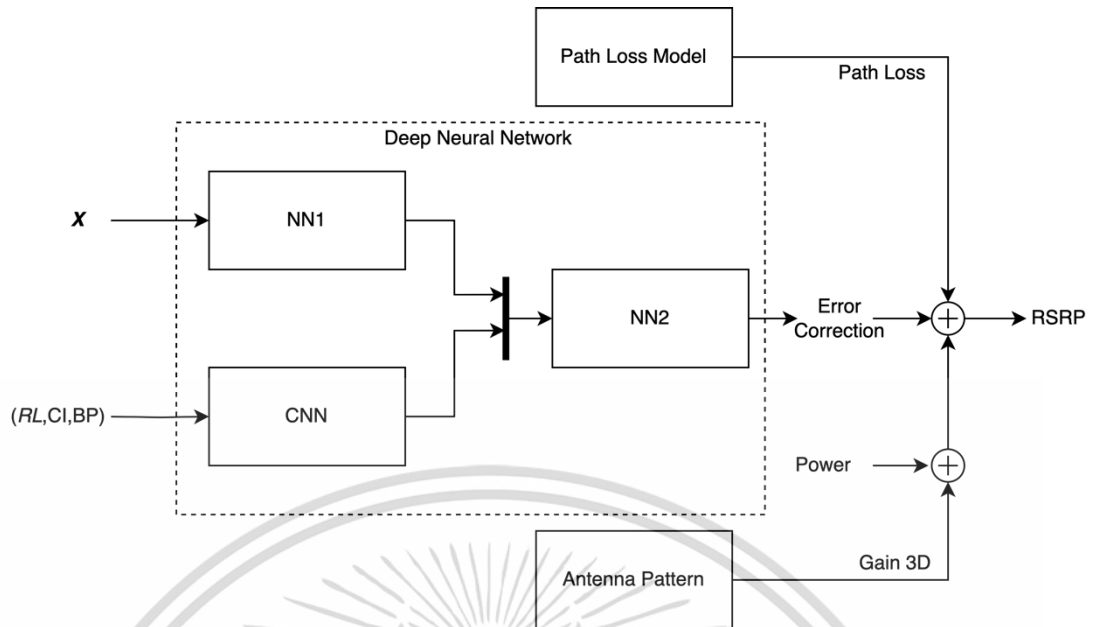 Path Loss Model
Path Loss
Deep Neural Network
X
NN1
NN2
Error
Correction
RSRP
(RL,CI,BP)
CNN
Power
Antenna Pattern
Gain 3D